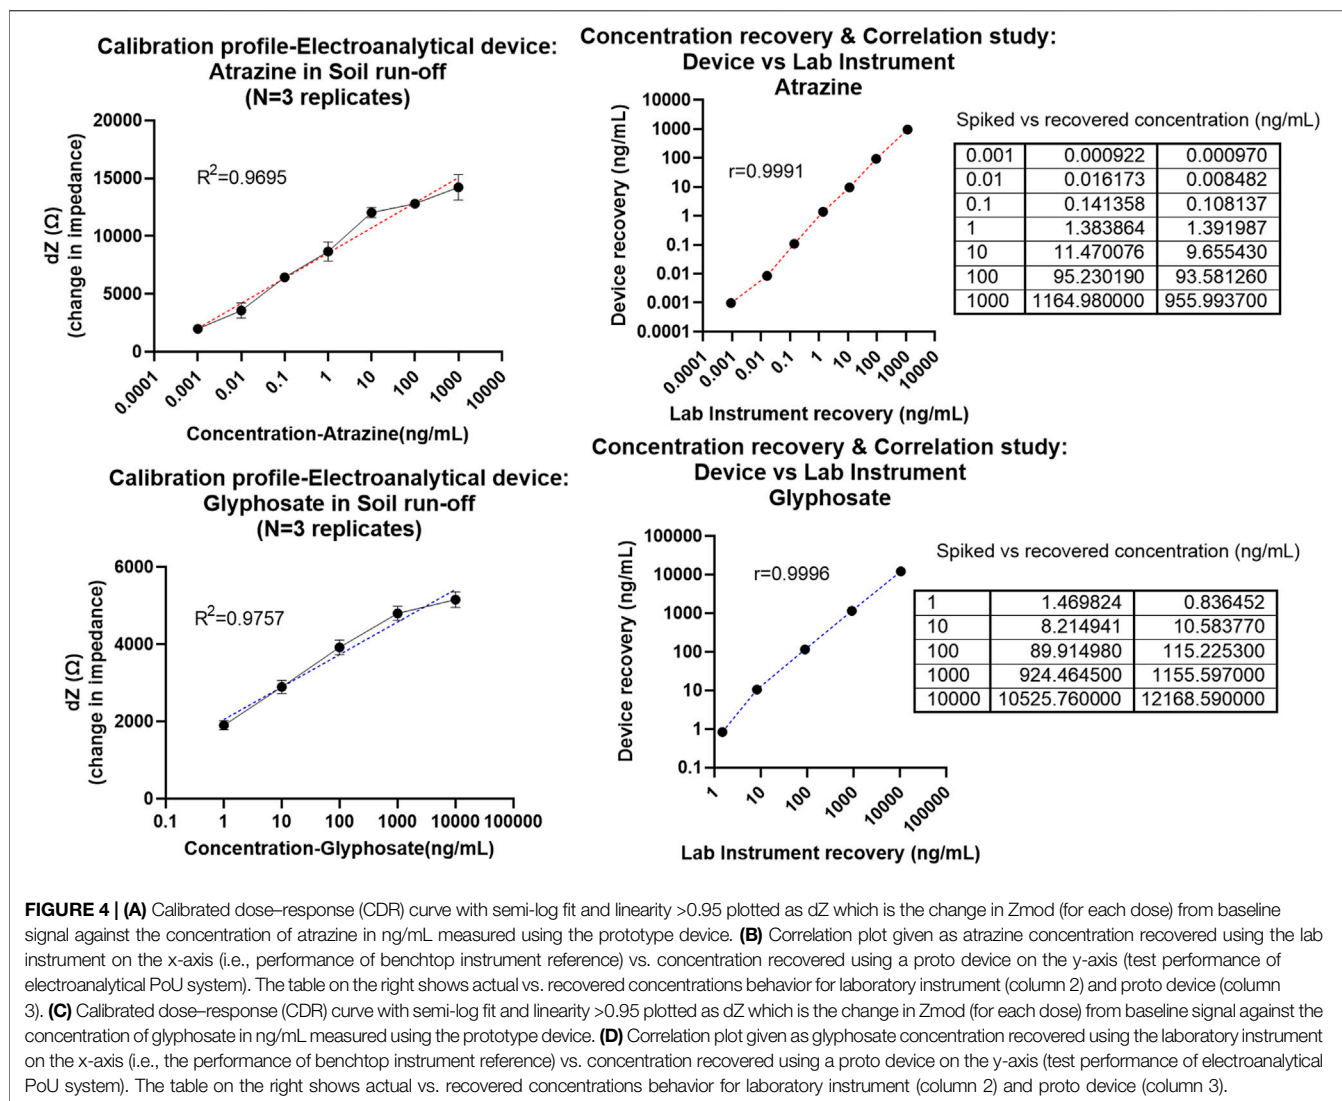 Calibration profile-Electroanalytical device:
Atrazine in Soil run-off
(N=3 replicates)
20000
15000
10000
5000
0
dZ (Ω)
(change in impedance)
R²=0.9695
0.0001
0.001
0.01
0.1
1
10
100
1000
10000
Concentration-Atrazine(ng/mL)
Concentration recovery & Correlation study:
Device vs Lab Instrument
Atrazine
10000
1000
100
10
1
0.1
0.01
0.001
0.0001
Device recovery (ng/mL)
r=0.9991
0.0001
0.001
0.01
0.1
1
10
100
1000
10000
Lab Instrument recovery (ng/mL)
Spiked vs recovered concentration (ng/mL)
0.001 0.000922 0.000970
0.01 0.016173 0.008482
0.1 0.141358 0.108137
1 1.383864 1.391987
10 11.470076 9.655430
100 95.230190 93.581260
1000 1164.980000 955.993700
Calibration profile-Electroanalytical device:
Glyphosate in Soil run-off
(N=3 replicates)
6000
4000
2000
0
dZ (Ω)
(change in impedance)
R²=0.9757
0.1 1 10 100 1000 10000 100000
Concentration-Glyphosate(ng/mL)
Concentration recovery & Correlation study:
Device vs Lab Instrument
Glyphosate
100000
10000
1000
100
10
1
0.1
Device recovery (ng/mL)
r=0.9996
1
10
100
1000
10000
100000
Lab Instrument recovery (ng/mL)
Spiked vs recovered concentration (ng/mL)
1 1.469824 0.836452
10 8.214941 10.583770
100 89.914980 115.225300
1000 924.464500 1155.597000
10000 10525.760000 12168.590000
FIGURE 4 | (A) Calibrated dose–response (CDR) curve with semi-log fit and linearity >0.95 plotted as dZ which is the change in Zmod (for each dose) from baseline
signal against the concentration of atrazine in ng/mL measured using the prototype device. (B) Correlation plot given as atrazine concentration recovered using the lab
instrument on the x-axis (i.e., performance of benchtop instrument reference) vs. concentration recovered using a proto device on the y-axis (test performance of
electroanalytical PoU system). The table on the right shows actual vs. recovered concentrations behavior for laboratory instrument (column 2) and proto device (column
3). (C) Calibrated dose–response (CDR) curve with semi-log fit and linearity >0.95 plotted as dZ which is the change in Zmod (for each dose) from baseline signal against the
concentration of glyphosate in ng/mL measured using the prototype device. (D) Correlation plot given as glyphosate concentration recovered using the laboratory instrument
on the x-axis (i.e., the performance of benchtop instrument reference) vs. concentration recovered using a proto device on the y-axis (test performance of electroanalytical
PoU system). The table on the right shows actual vs. recovered concentrations behavior for laboratory instrument (column 2) and proto device (column 3).